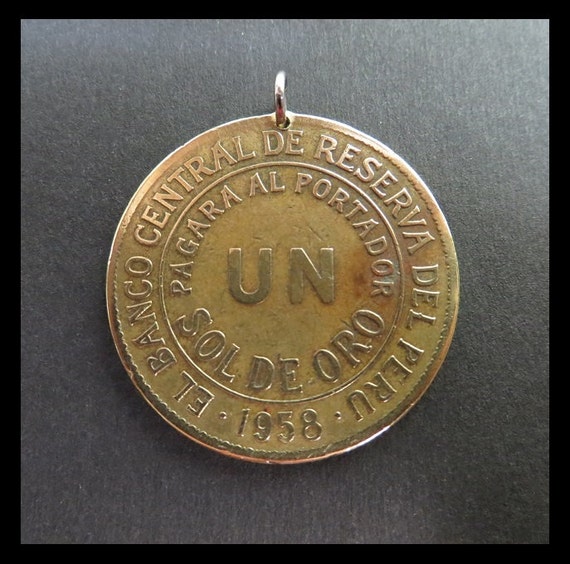 EL BANCO CENTRAL DE RESERVA DEL PERU
PAGARA AL PORTADOR
UN
SOL DE ORO
· 1958 ·